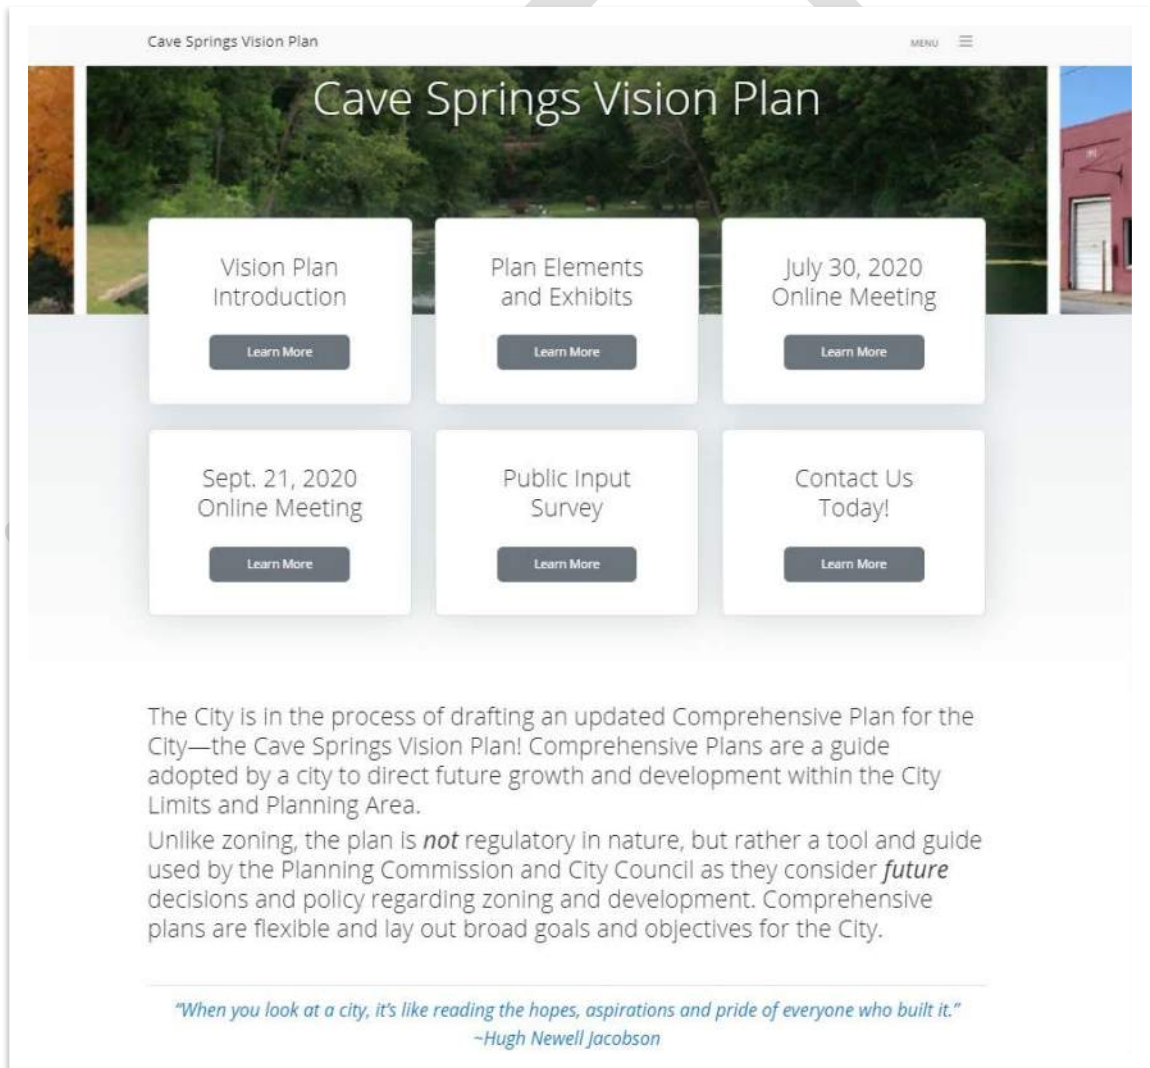 Cave Springs Vision Plan
MENU
Cave Springs Vision Plan
Vision Plan
Introduction
Learn More
Plan Elements
and Exhibits
Learn More
July 30, 2020
Online Meeting
Learn More
Sept. 21, 2020
Online Meeting
Learn More
Public Input
Survey
Learn More
Contact Us
Today!
Learn More
The City is in the process of drafting an updated Comprehensive Plan for the
City—the Cave Springs Vision Plan! Comprehensive Plans are a guide
adopted by a city to direct future growth and development within the City
Limits and Planning Area.
Unlike zoning, the plan is not regulatory in nature, but rather a tool and guide
used by the Planning Commission and City Council as they consider future
decisions and policy regarding zoning and development. Comprehensive
plans are flexible and lay out broad goals and objectives for the City.
“When you look at a city, it’s like reading the hopes, aspirations and pride of everyone who built it.”
~Hugh Newell Jacobson